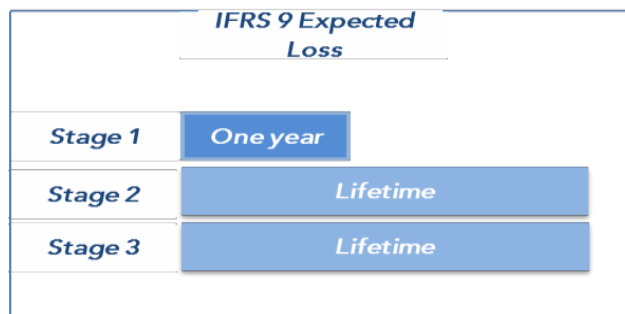 IFRS 9 Expected
Loss
Stage 1
One year
Stage 2
Lifetime
Stage 3
Lifetime